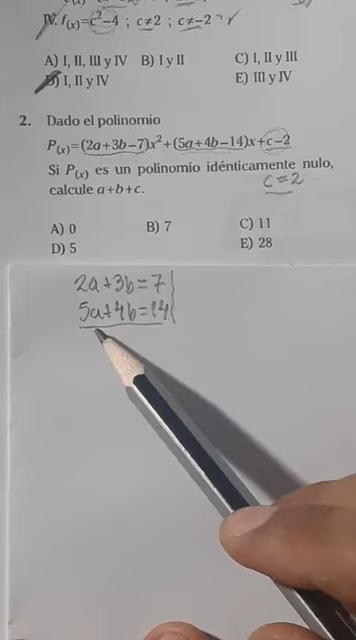 IV. f(x)=c²-4 ; c≠2 ; c≠-2
A) I, II, III y IV B) I y II C) I, II y III
D) I, II y IV E) III y IV
2. Dado el polinomio
P(x)=(2a+3b-7)x²+(5a+4b-14)x+c-2
Si P(x) es un polinomio idénticamente nulo,
calcule a+b+c.
c=2
A) 0 B) 7 C) 11
D) 5 E) 28
2a+3b=7
5a+4b=14